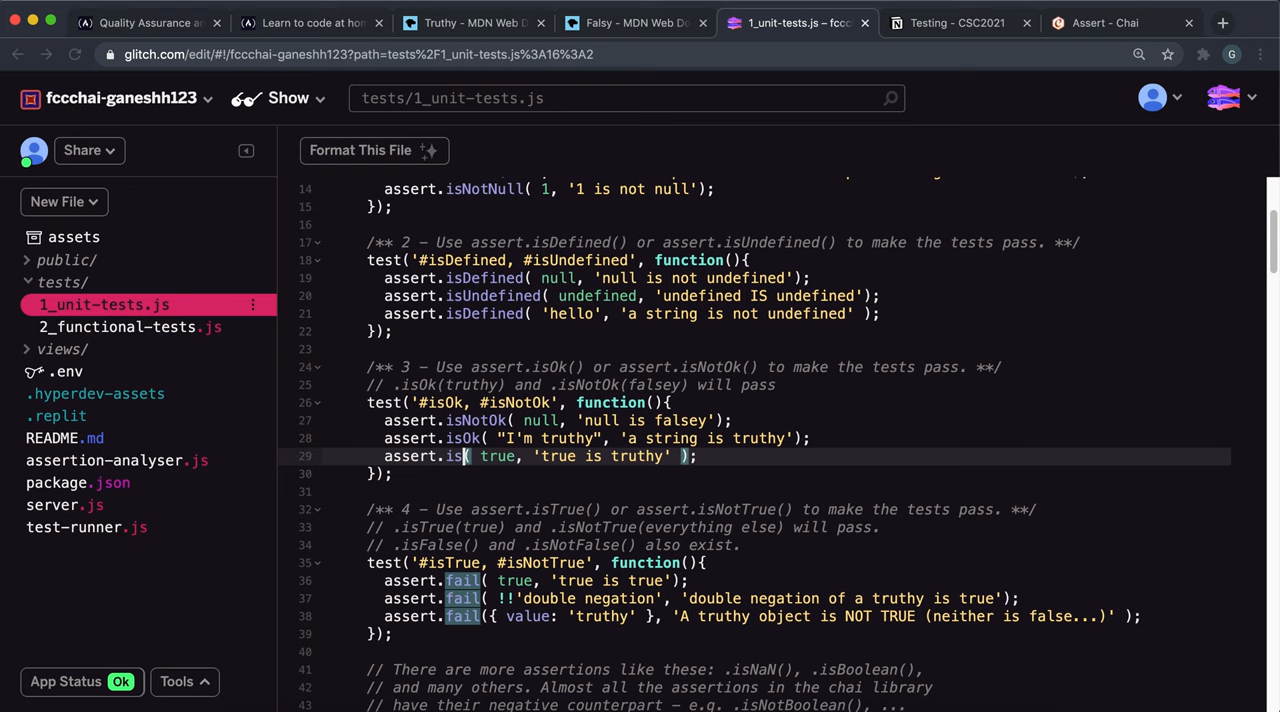 Quality Assurance an
Learn to code at hom
Truthy - MDN Web D
Falsy - MDN Web Do
1_unit-tests.js – fccc
Testing - CSC2021
Assert - Chai
glitch.com/edit/#!/fccchai-ganeshh123?path=tests%2F1_unit-tests.js%3A16%3A2
G
fccchai-ganeshh123
Show
tests/1_unit-tests.js
Share
Format This File
New File
assets
public/
tests/
1_unit-tests.js
2_functional-tests.js
views/
.env
.hyperdev-assets
.replit
README.md
assertion-analyser.js
package.json
server.js
test-runner.js
App Status Ok
Tools
14 assert.isNotNull( 1, '1 is not null');
15 });
16
17 /** 2 - Use assert.isDefined() or assert.isUndefined() to make the tests pass. **/
18 test('#isDefined, #isUndefined', function(){
19 assert.isDefined( null, 'null is not undefined');
20 assert.isUndefined( undefined, 'undefined IS undefined');
21 assert.isDefined( 'hello', 'a string is not undefined' );
22 });
23
24 /** 3 - Use assert.isOk() or assert.isNotOk() to make the tests pass. **/
25 // .isOk(truthy) and .isNotOk(falsey) will pass
26 test('#isOk, #isNotOk', function(){
27 assert.isNotOk( null, 'null is falsey');
28 assert.isOk( "I'm truthy", 'a string is truthy');
29 assert.is( true, 'true is truthy' );
30 });
31
32 /** 4 - Use assert.isTrue() or assert.isNotTrue() to make the tests pass. **/
33 // .isTrue(true) and .isNotTrue(everything else) will pass.
34 // .isFalse() and .isNotFalse() also exist.
35 test('#isTrue, #isNotTrue', function(){
36 assert.fail( true, 'true is true');
37 assert.fail( !!'double negation', 'double negation of a truthy is true');
38 assert.fail({ value: 'truthy' }, 'A truthy object is NOT TRUE (neither is false...)' );
39 });
40
41 // There are more assertions like these: .isNaN(), .isBoolean(),
42 // and many others. Almost all the assertions in the chai library
43 // have their negative counterpart - e.g. .isNotBoolean(), ...